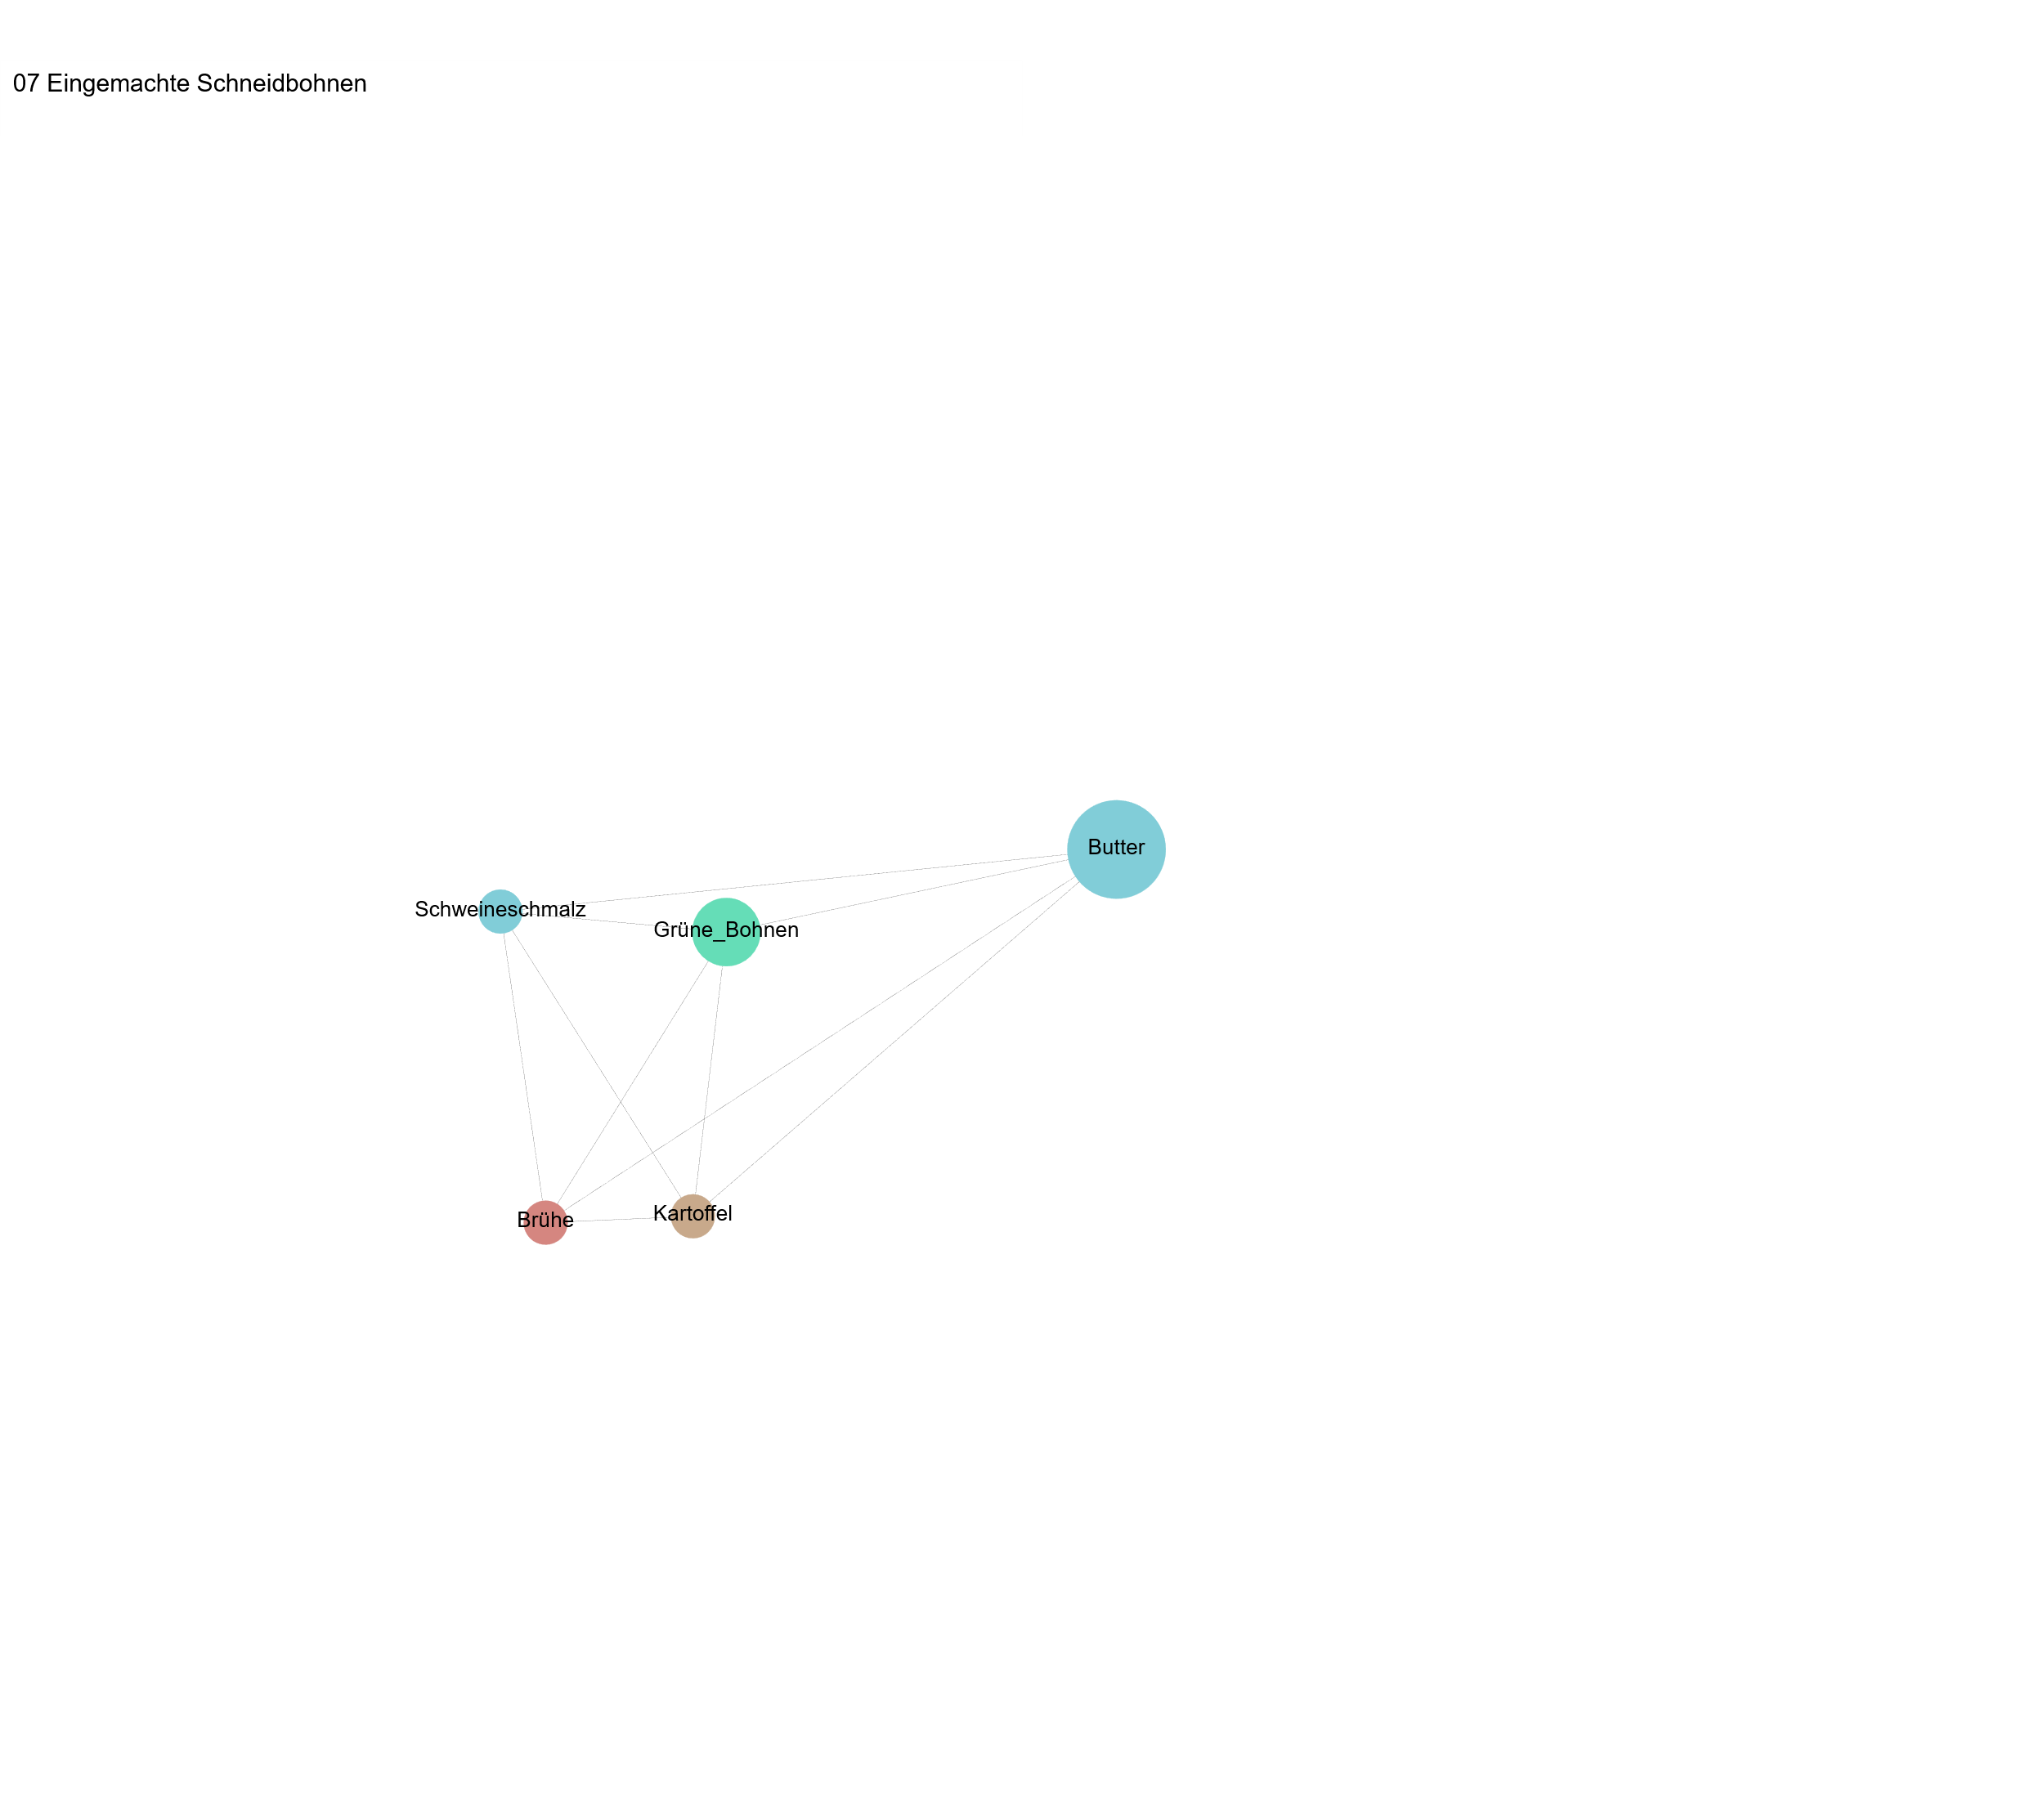 07 Eingemachte Schneidbohnen
Butter
Schweineschmalz
Grüne_Bohnen
Brühe
Kartoffel